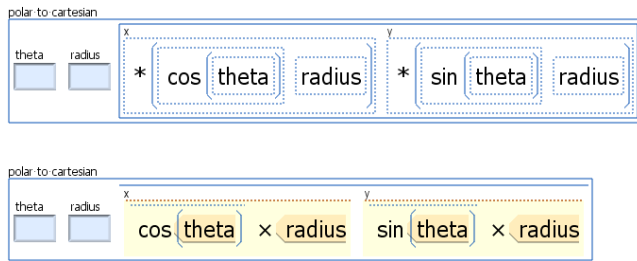 polar to cartesian
x y
theta radius * ( cos ( theta ) radius ) * ( sin ( theta ) radius )
polar to cartesian
x y
theta radius
cos ( theta ) × radius sin ( theta ) × radius